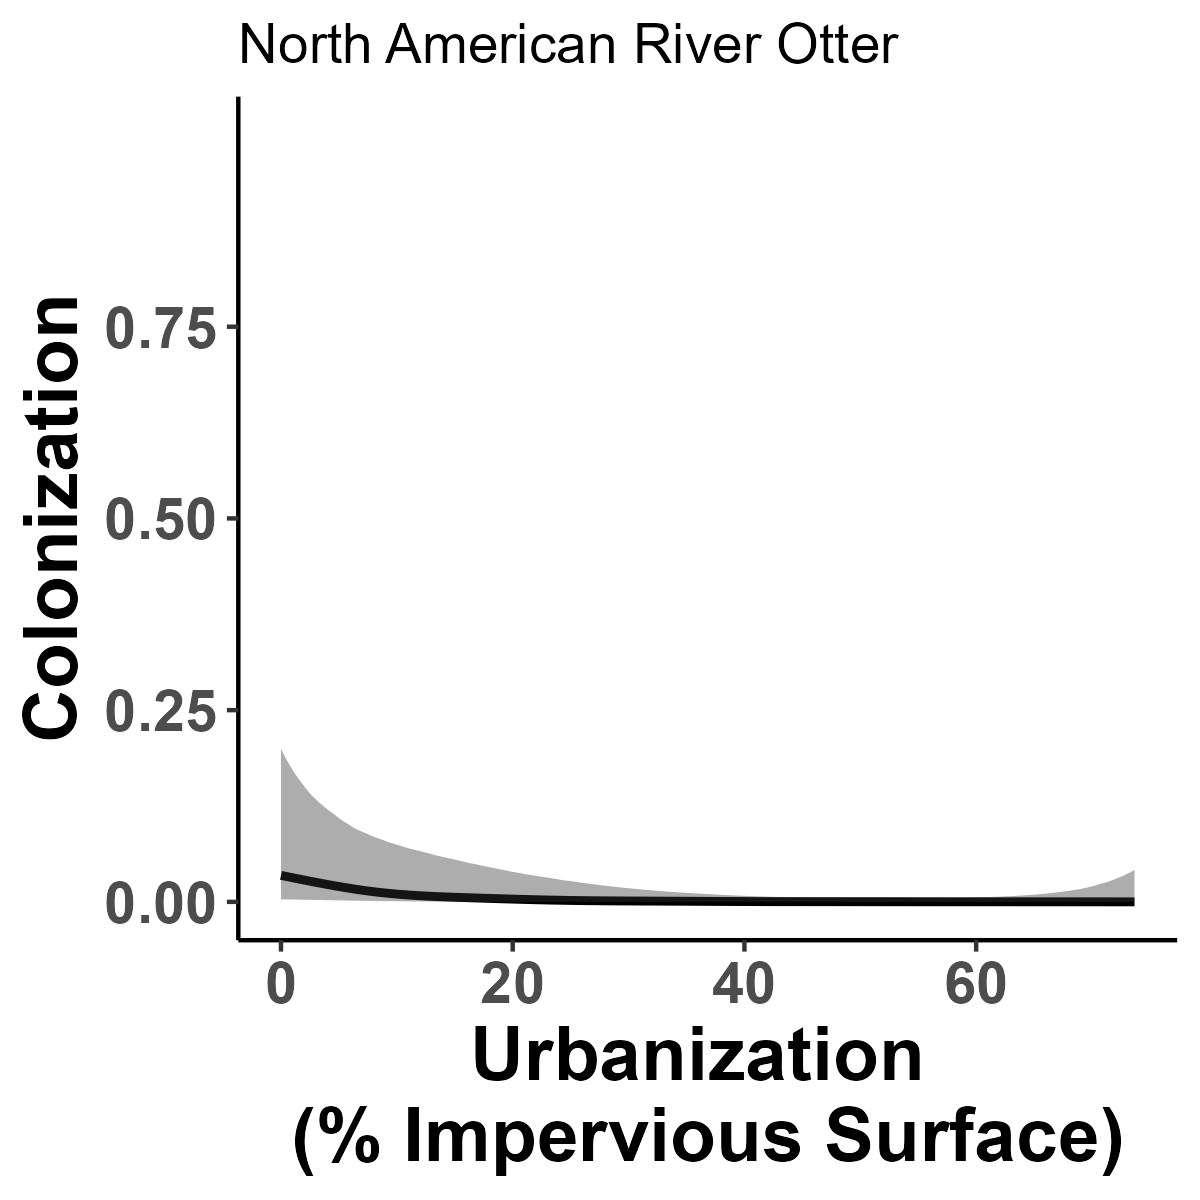 North American River Otter
Colonization
0.75
0.50
0.25
0.00
0 20 40 60
Urbanization
(% Impervious Surface)